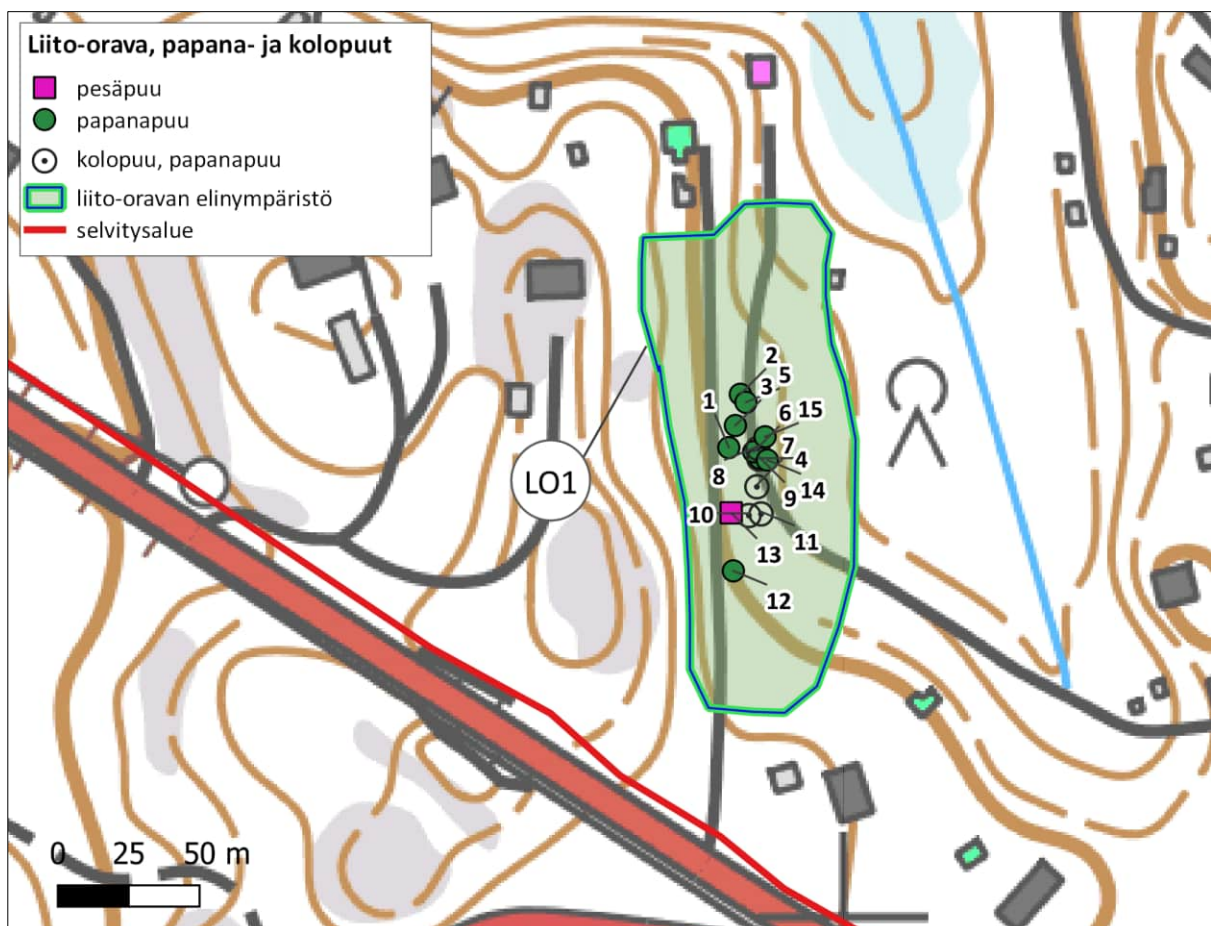 Liito-orava, papana- ja kolopuut
pesäpuu
papanapuu
kolopuu, papanapuu
liito-oravan elinympäristö
selvitysalue
2
5
3
1
6
15
7
4
8
9
14
LO1
10
11
13
12
0 25 50 m